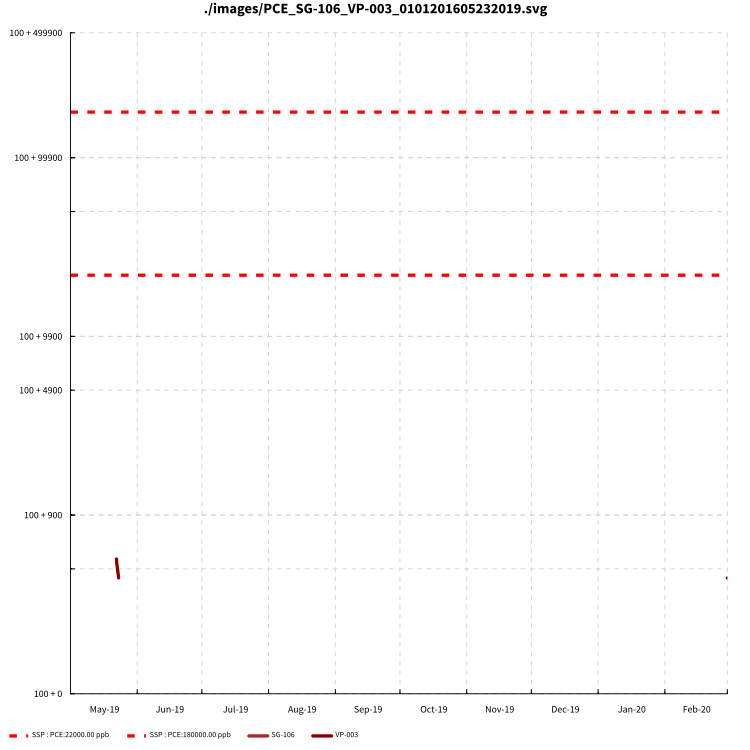 ./images/PCE_SG-106_VP-003_0101201605232019.svg
100 + 499900
100 + 99900
100 + 9900
100 + 4900
100 + 900
100 + 0
May-19 Jun-19 Jul-19 Aug-19 Sep-19 Oct-19 Nov-19 Dec-19 Jan-20 Feb-20
SSP : PCE:22000.00 ppb SSP : PCE:180000.00 ppb SG-106 VP-003